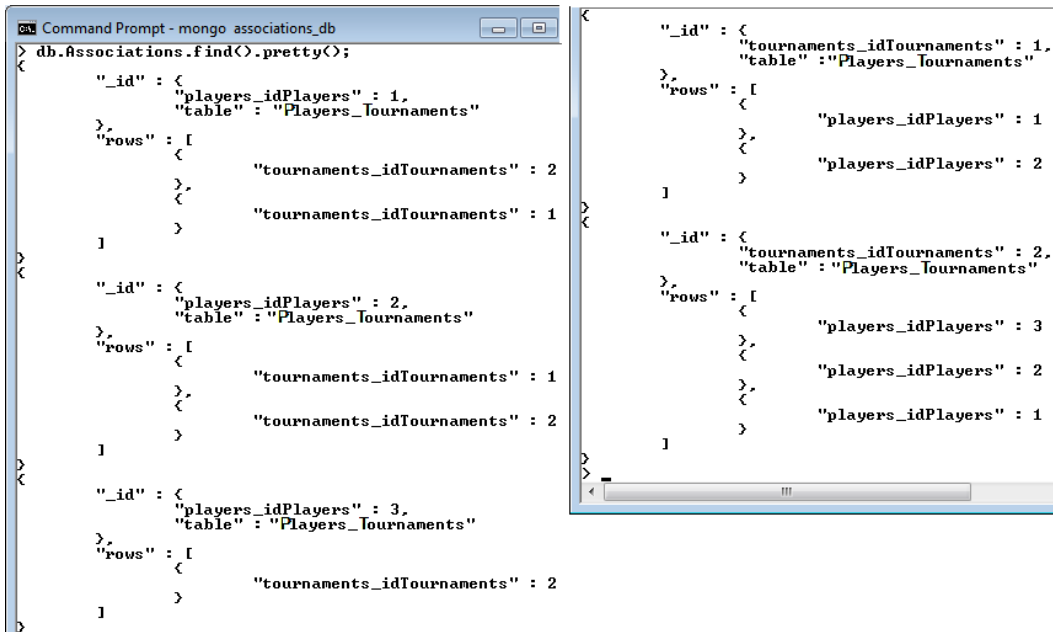 Command Prompt - mongo associations_db
> db.Associations.find().pretty();
{
"_id" : {
"players_idPlayers" : 1,
"table" : "Players_Tournaments"
},
"rows" : [
{
"tournaments_idTournaments" : 2
},
{
"tournaments_idTournaments" : 1
}
]
}
{
"_id" : {
"players_idPlayers" : 2,
"table" : "Players_Tournaments"
},
"rows" : [
{
"tournaments_idTournaments" : 1
},
{
"tournaments_idTournaments" : 2
}
]
}
{
"_id" : {
"players_idPlayers" : 3,
"table" : "Players_Tournaments"
},
"rows" : [
{
"tournaments_idTournaments" : 2
}
]
}
{
"_id" : {
"tournaments_idTournaments" : 1,
"table" :"Players_Tournaments"
},
"rows" : [
{
"players_idPlayers" : 1
},
{
"players_idPlayers" : 2
}
]
}
{
"_id" : {
"tournaments_idTournaments" : 2,
"table" : "Players_Tournaments"
},
"rows" : [
{
"players_idPlayers" : 3
},
{
"players_idPlayers" : 2
},
{
"players_idPlayers" : 1
}
]
}
> _